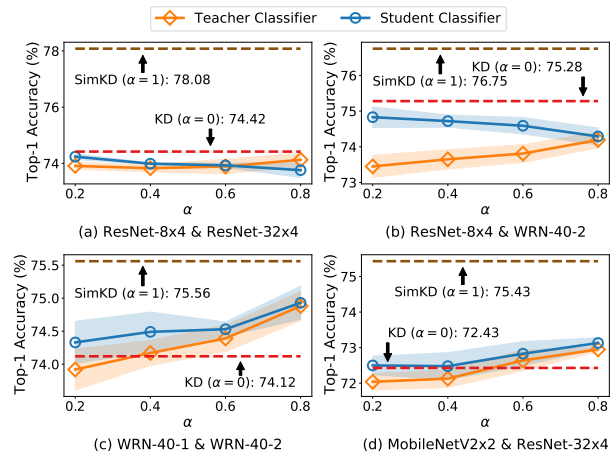 Teacher Classifier Student Classifier
Top-1 Accuracy (%)
78
77
76
75
74
SimKD (α = 1): 78.08
KD (α = 0): 74.42
0.2 0.4 0.6 0.8
α
(a) ResNet-8x4 & ResNet-32x4
Top-1 Accuracy (%)
76
75
74
73
KD (α = 0): 75.28
SimKD (α = 1): 76.75
0.2 0.4 0.6 0.8
α
(b) ResNet-8x4 & WRN-40-2
Top-1 Accuracy (%)
75.5
75.0
74.5
74.0
SimKD (α = 1): 75.56
KD (α = 0): 74.12
0.2 0.4 0.6 0.8
α
(c) WRN-40-1 & WRN-40-2
Top-1 Accuracy (%)
75
74
73
72
SimKD (α = 1): 75.43
KD (α = 0): 72.43
0.2 0.4 0.6 0.8
α
(d) MobileNetV2x2 & ResNet-32x4